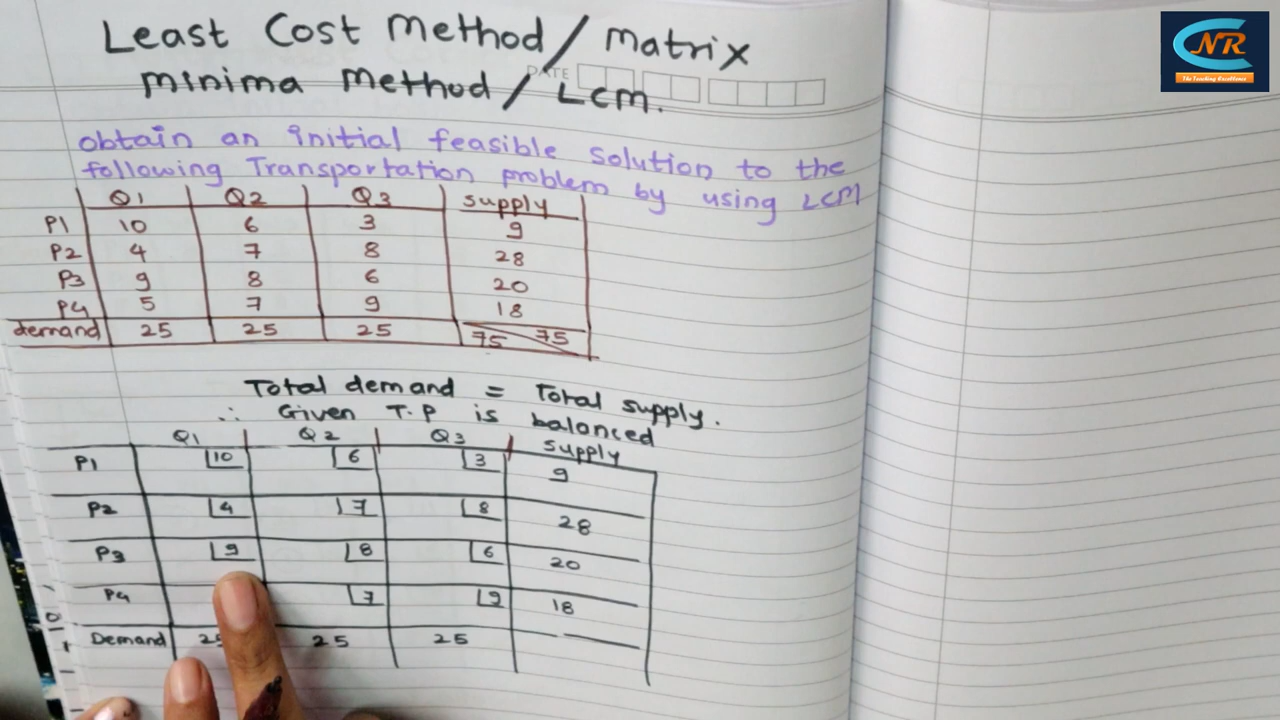 Least Cost Method / Matrix
DATE
Minima Method / LCM.
NR
The Teaching Excellence
obtain an initial feasible solution to the
following Transportation problem by using LCM
Q1 Q2 Q3 supply
P1 10 6 3 9
P2 4 7 8 28
P3 9 8 6 20
P4 5 7 9 18
demand 25 25 25 75 75
Total demand = Total supply.
∴ Given T.P is balanced
Q1 Q2 Q3 supply
P1 10 6 3 9
P2 4 7 8 28
P3 9 8 6 20
P4 7 9 18
Demand 25 25